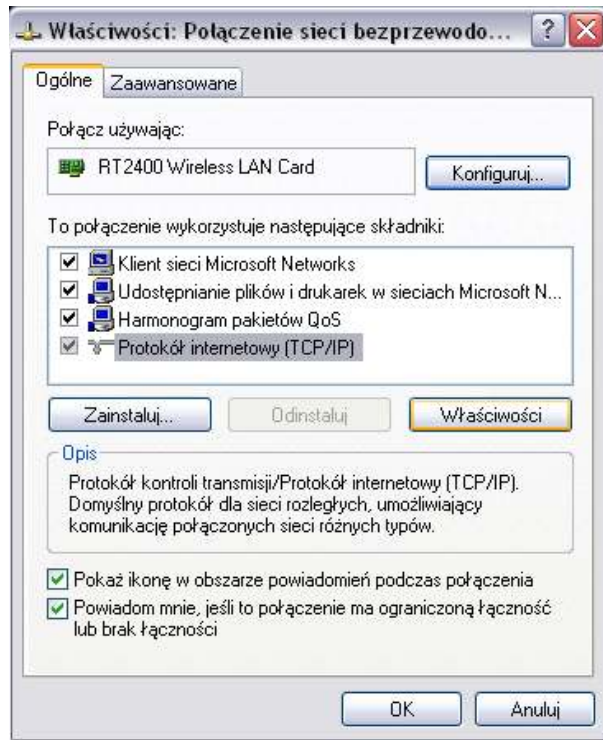 Właściwości: Połączenie sieci bezprzewodo...
Ogólne
Zaawansowane
Połącz używając:
RT2400 Wireless LAN Card
Konfiguruj...
To połączenie wykorzystuje następujące składniki:
Klient sieci Microsoft Networks
Udostępnianie plików i drukarek w sieciach Microsoft N...
Harmonogram pakietów QoS
Protokół internetowy (TCP/IP)
Zainstaluj...
Odinstaluj
Właściwości
Opis
Protokół kontroli transmisji/Protokół internetowy (TCP/IP).
Domyślny protokół dla sieci rozległych, umożliwiający
komunikację połączonych sieci różnych typów.
Pokaż ikonę w obszarze powiadomień podczas połączenia
Powiadom mnie, jeśli to połączenie ma ograniczoną łączność
lub brak łączności
OK
Anuluj